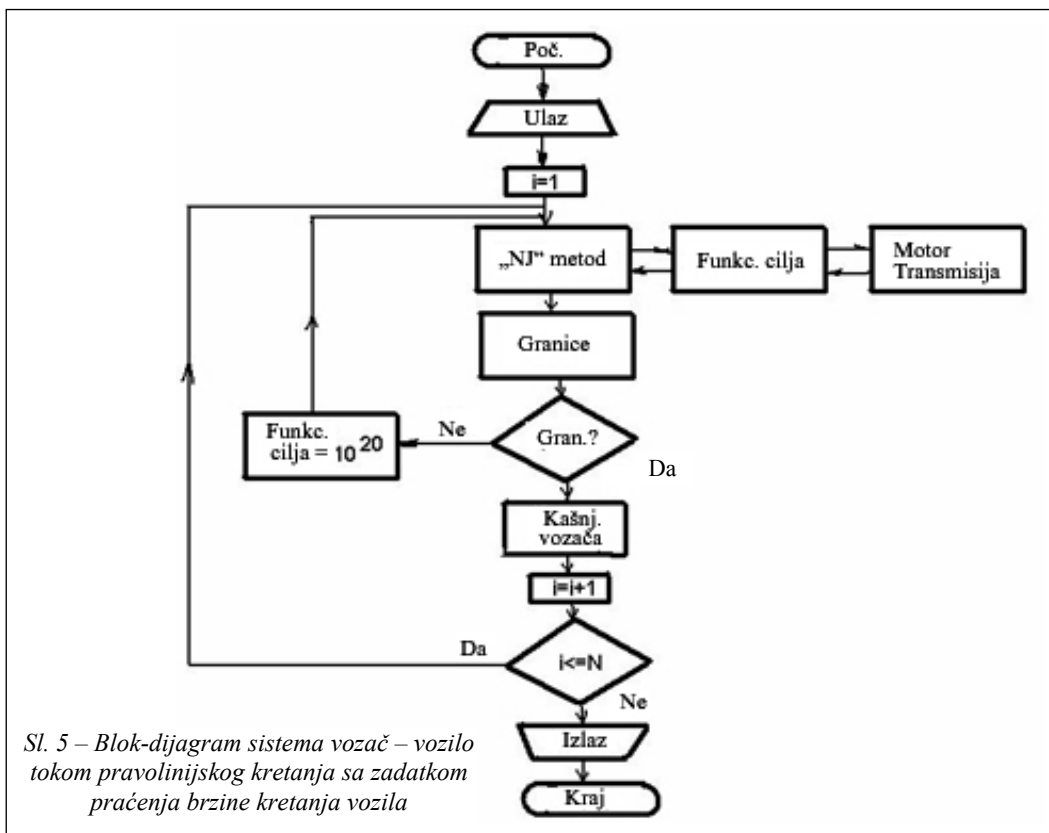 Poč.
Ulaz
i=1
„NJ“ metod
Funkc. cilja
Motor
Transmisija
Granice
Gran.?
Ne
Funkc.
cilja = 10^20
Da
Kašnj.
vozača
i=i+1
i<=N
Da
Ne
Izlaz
Kraj
Sl. 5 – Blok-dijagram sistema vozač – vozilo
tokom pravolinijskog kretanja sa zadatkom
praćenja brzine kretanja vozila